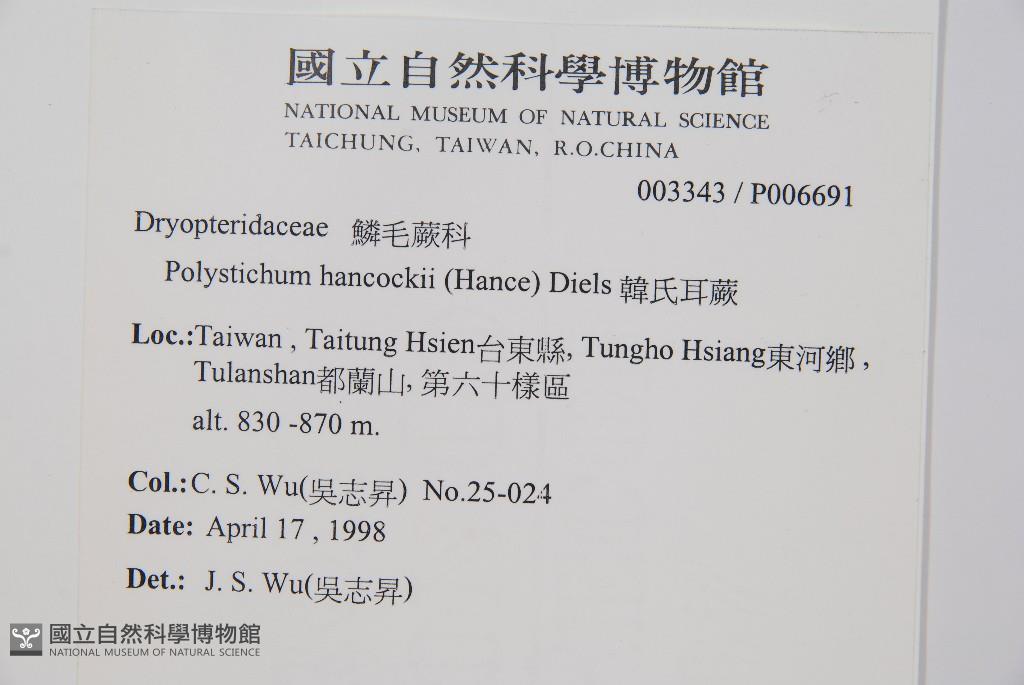 國立自然科學博物館
NATIONAL MUSEUM OF NATURAL SCIENCE
TAICHUNG, TAIWAN, R.O.CHINA
003343 / P006691
Dryopteridaceae 鱗毛蕨科
Polystichum hancockii (Hance) Diels 韓氏耳蕨
Loc.:Taiwan , Taitung Hsien台東縣, Tungho Hsiang東河鄉 ,
Tulanshan都蘭山, 第六十樣區
alt. 830 -870 m.
Col.: C. S. Wu(吳志昇) No.25-024
Date: April 17 , 1998
Det.: J. S. Wu(吳志昇)
國立自然科學博物館
NATIONAL MUSEUM OF NATURAL SCIENCE